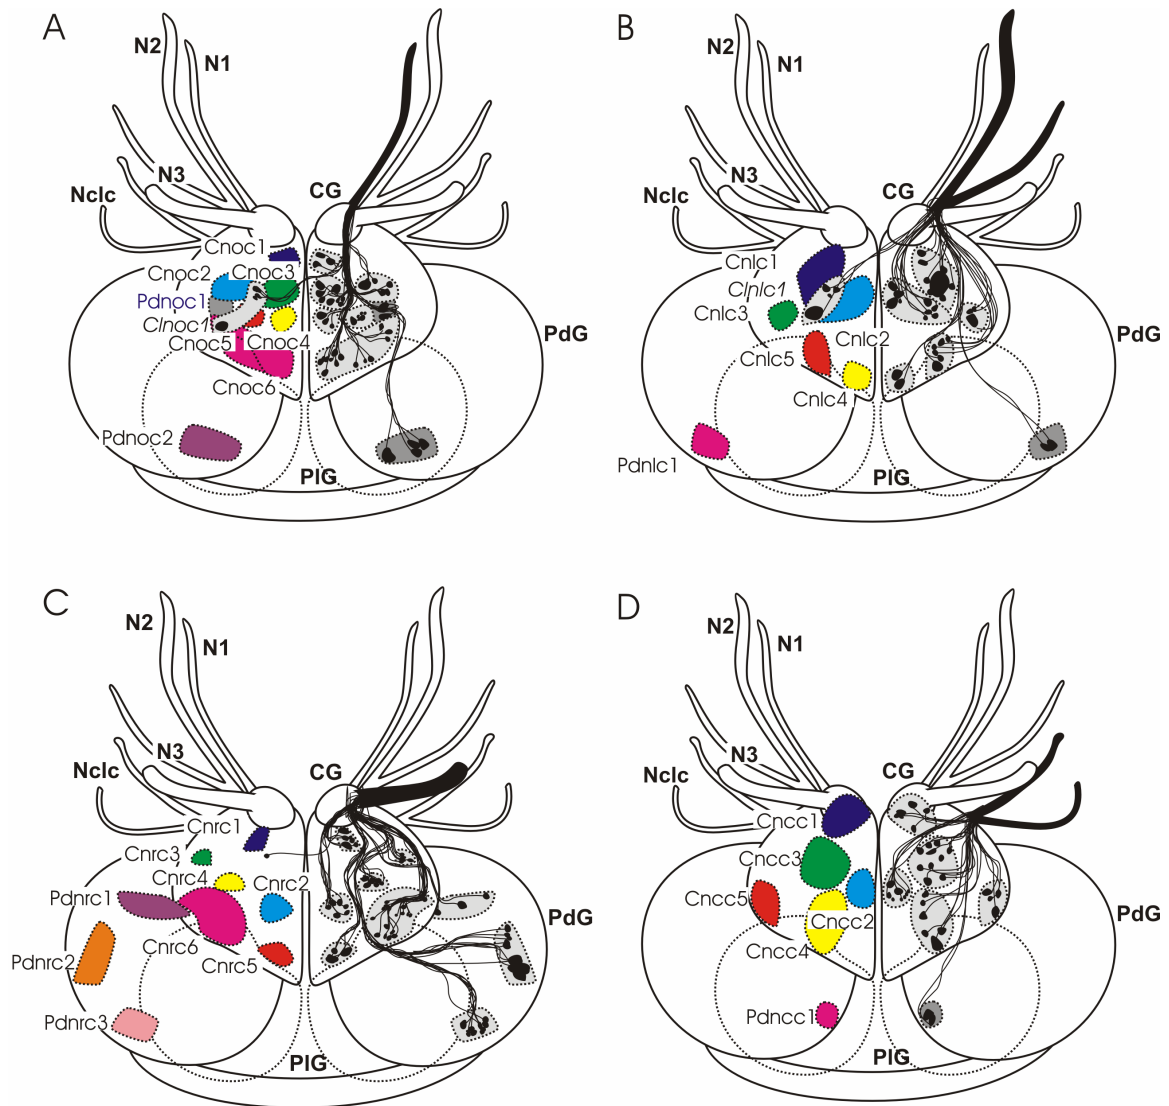 A
N2
N1
N3
Nclc
CG
Cnoc1
Cnoc2
Cnoc3
Pdnoc1
Clnoc1
Cnoc5
Cnoc4
Cnoc6
Pdnoc2
PdG
PlG
B
N2
N1
N3
Nclc
CG
Cnlc1
Clnlc1
Cnlc3
Cnlc2
Cnlc5
Cnlc4
Pdnlc1
PdG
PlG
C
N2
N1
N3
Nclc
CG
Cnrc1
Cnrc3
Cnrc4
Cnrc2
Pdnrc1
Cnrc6
Cnrc5
Pdnrc2
Pdnrc3
PdG
PlG
D
N2
N1
N3
Nclc
CG
Cncc1
Cncc3
Cncc5
Cncc2
Cncc4
Pdncc1
PdG
PlG